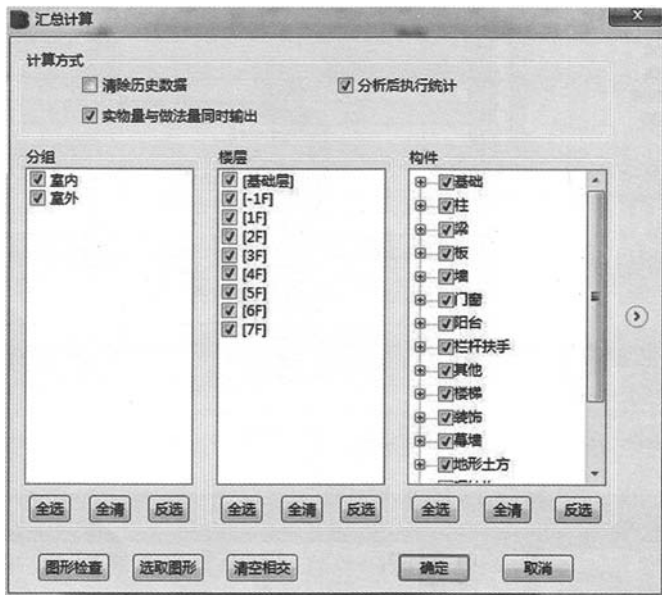 汇总计算
计算方式
清除历史数据
分析后执行统计
实物量与做法量同时输出
分组
室内
室外
楼层
[基础层]
[-1F]
[1F]
[2F]
[3F]
[4F]
[5F]
[6F]
[7F]
构件
基础
柱
梁
板
墙
门窗
阳台
栏杆扶手
其他
楼梯
装饰
幕墙
地形土方
全选 全清 反选
全选 全清 反选
全选 全清 反选
图形检查 选取图形 清空相交 确定 取消